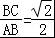 BC/AB = √2/2